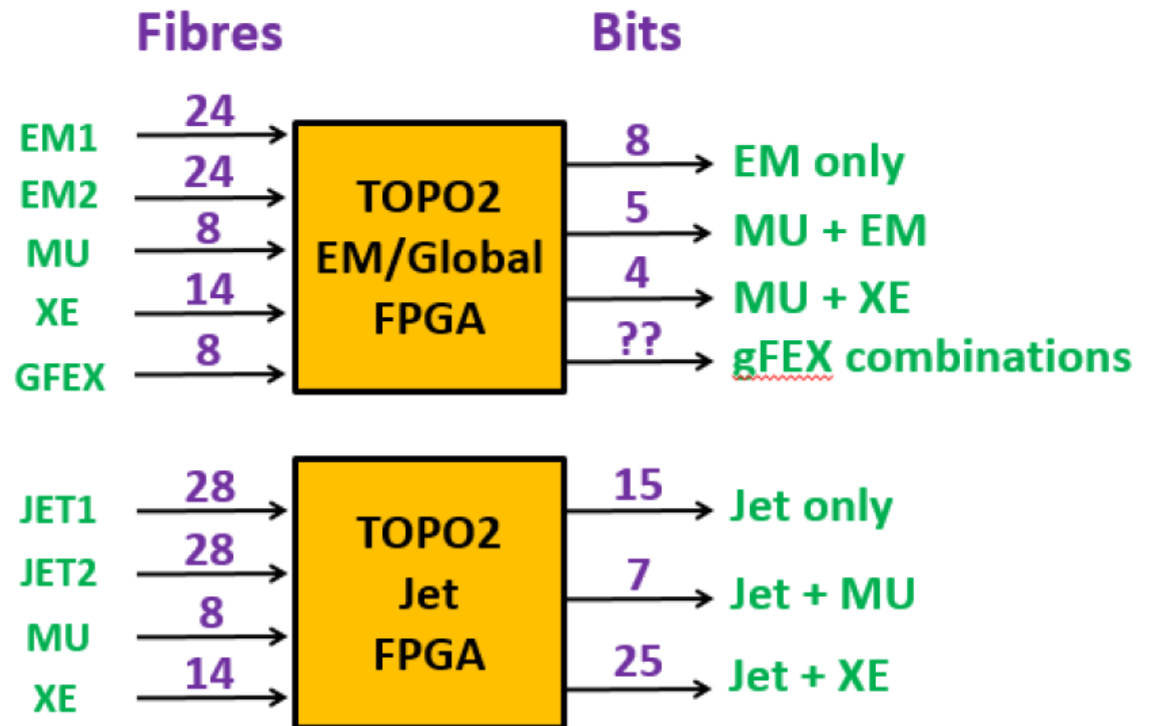 Fibres Bits
EM1 24
EM2 24
MU 8
XE 14
GFEX 8
TOPO2
EM/Global
FPGA
8 EM only
5 MU + EM
4 MU + XE
?? gFEX combinations
JET1 28
JET2 28
MU 8
XE 14
TOPO2
Jet
FPGA
15 Jet only
7 Jet + MU
25 Jet + XE